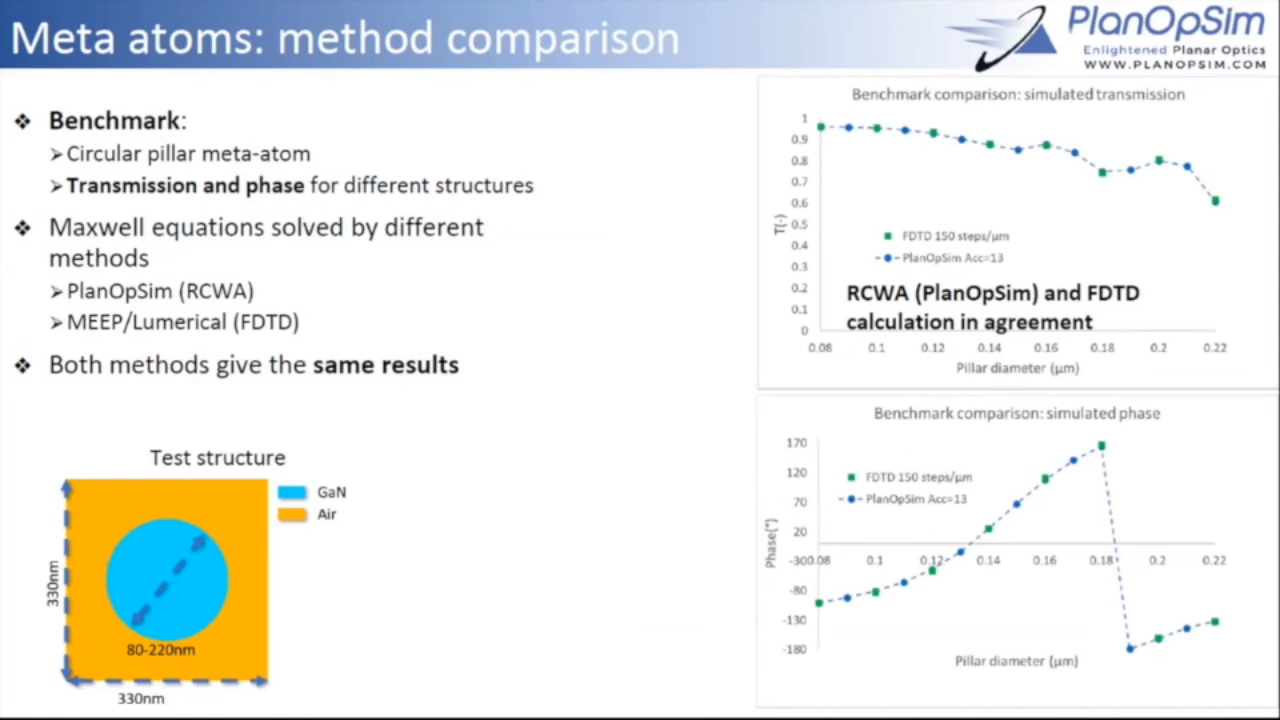 Meta atoms: method comparison
PlanOpSim
Enlightened Planar Optics
WWW.PLANOPSIM.COM
❖ Benchmark:
➢Circular pillar meta-atom
➢Transmission and phase for different structures
❖ Maxwell equations solved by different
methods
➢PlanOpSim (RCWA)
➢MEEP/Lumerical (FDTD)
❖ Both methods give the same results
Test structure
GaN
Air
330nm
80-220nm
330nm
Benchmark comparison: simulated transmission
1
0.9
0.8
0.7
0.6
0.5
0.4
0.3
0.2
0.1
0
T(-)
FDTD 150 steps/μm
PlanOpSim Acc=13
RCWA (PlanOpSim) and FDTD
calculation in agreement
0.08 0.1 0.12 0.14 0.16 0.18 0.2 0.22
Pillar diameter (μm)
Benchmark comparison: simulated phase
170
120
70
20
-30
-80
-130
-180
Phase(°)
FDTD 150 steps/μm
PlanOpSim Acc=13
0.08 0.1 0.12 0.14 0.16 0.18 0.2 0.22
Pillar diameter (μm)